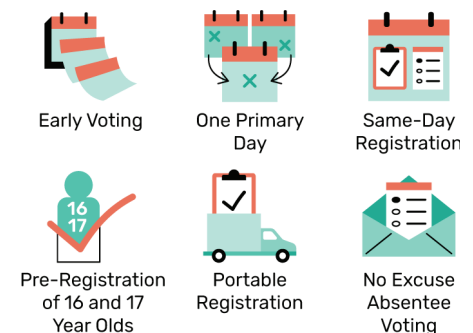 Early Voting
One Primary
Day
Same-Day
Registration
16
17
Pre-Registration
of 16 and 17
Year Olds
Portable
Registration
No Excuse
Absentee
Voting